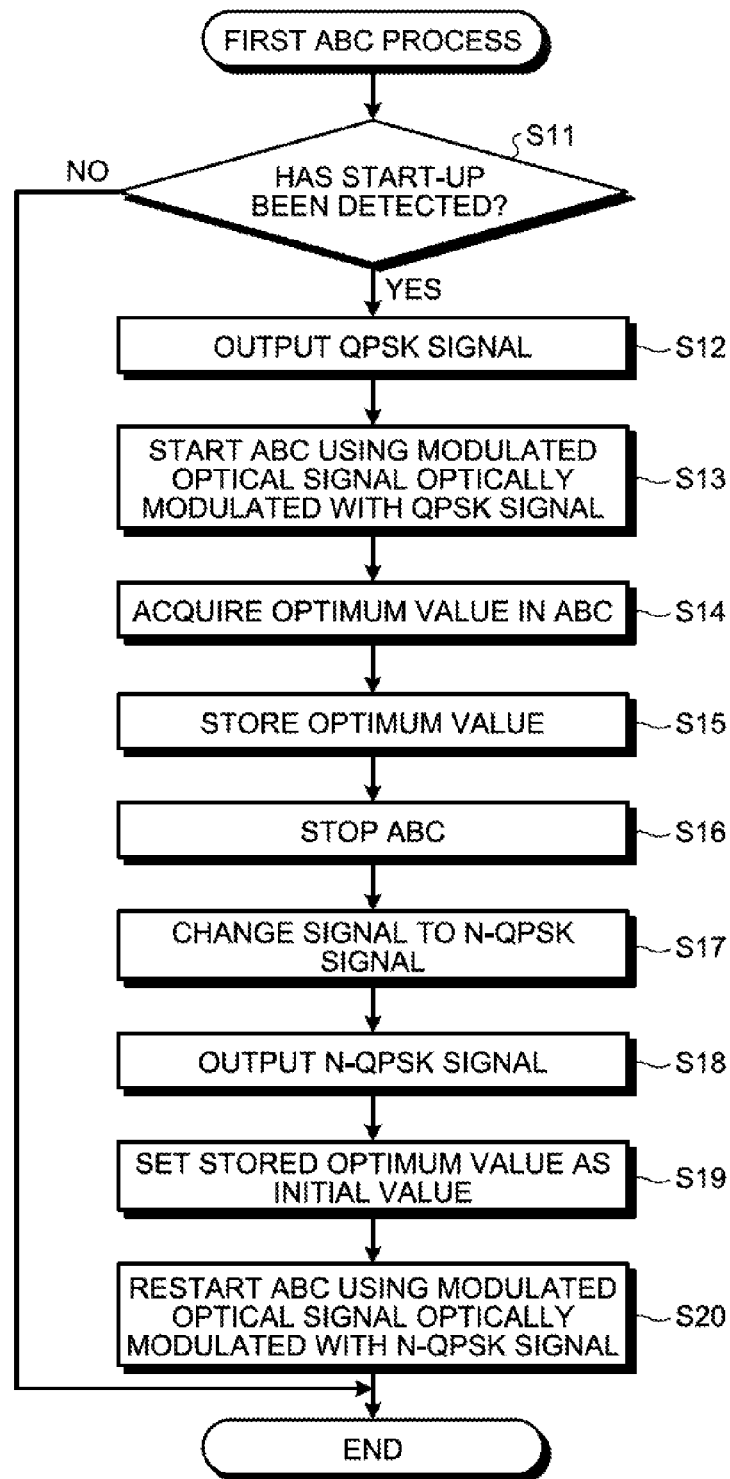 FIRST ABC PROCESS
S11
NO
HAS START-UP
BEEN DETECTED?
YES
OUTPUT QPSK SIGNAL
S12
START ABC USING MODULATED
OPTICAL SIGNAL OPTICALLY
MODULATED WITH QPSK SIGNAL
S13
ACQUIRE OPTIMUM VALUE IN ABC
S14
STORE OPTIMUM VALUE
S15
STOP ABC
S16
CHANGE SIGNAL TO N-QPSK
SIGNAL
S17
OUTPUT N-QPSK SIGNAL
S18
SET STORED OPTIMUM VALUE AS
INITIAL VALUE
S19
RESTART ABC USING MODULATED
OPTICAL SIGNAL OPTICALLY
MODULATED WITH N-QPSK SIGNAL
S20
END